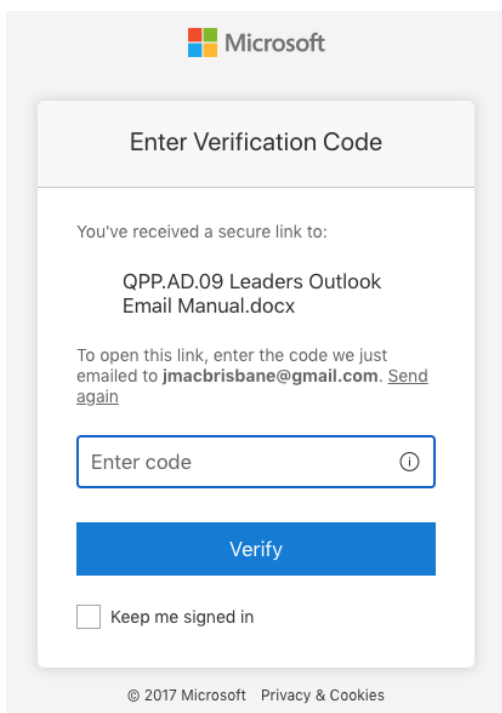 Microsoft
Enter Verification Code
You've received a secure link to:
QPP.AD.09 Leaders Outlook
Email Manual.docx
To open this link, enter the code we just
emailed to jmacbrisbane@gmail.com. Send
again
Enter code
Verify
Keep me signed in
© 2017 Microsoft Privacy & Cookies